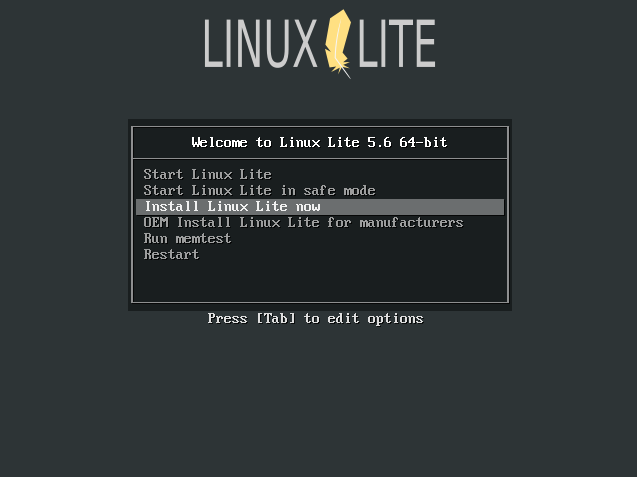 LINUX LITE
Welcome to Linux Lite 5.6 64-bit
Start Linux Lite
Start Linux Lite in safe mode
Install Linux Lite now
OEM Install Linux Lite for manufacturers
Run memtest
Restart
Press [Tab] to edit options